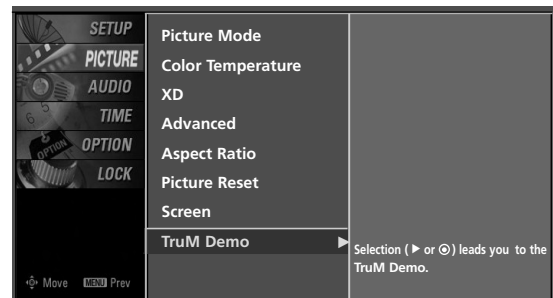 SETUP
PICTURE
AUDIO
TIME
OPTION
LOCK
Picture Mode
Color Temperature
XD
Advanced
Aspect Ratio
Picture Reset
Screen
TruM Demo ▶
Selection ( ▶ or ◉ ) leads you to the
TruM Demo.
Move MENU Prev